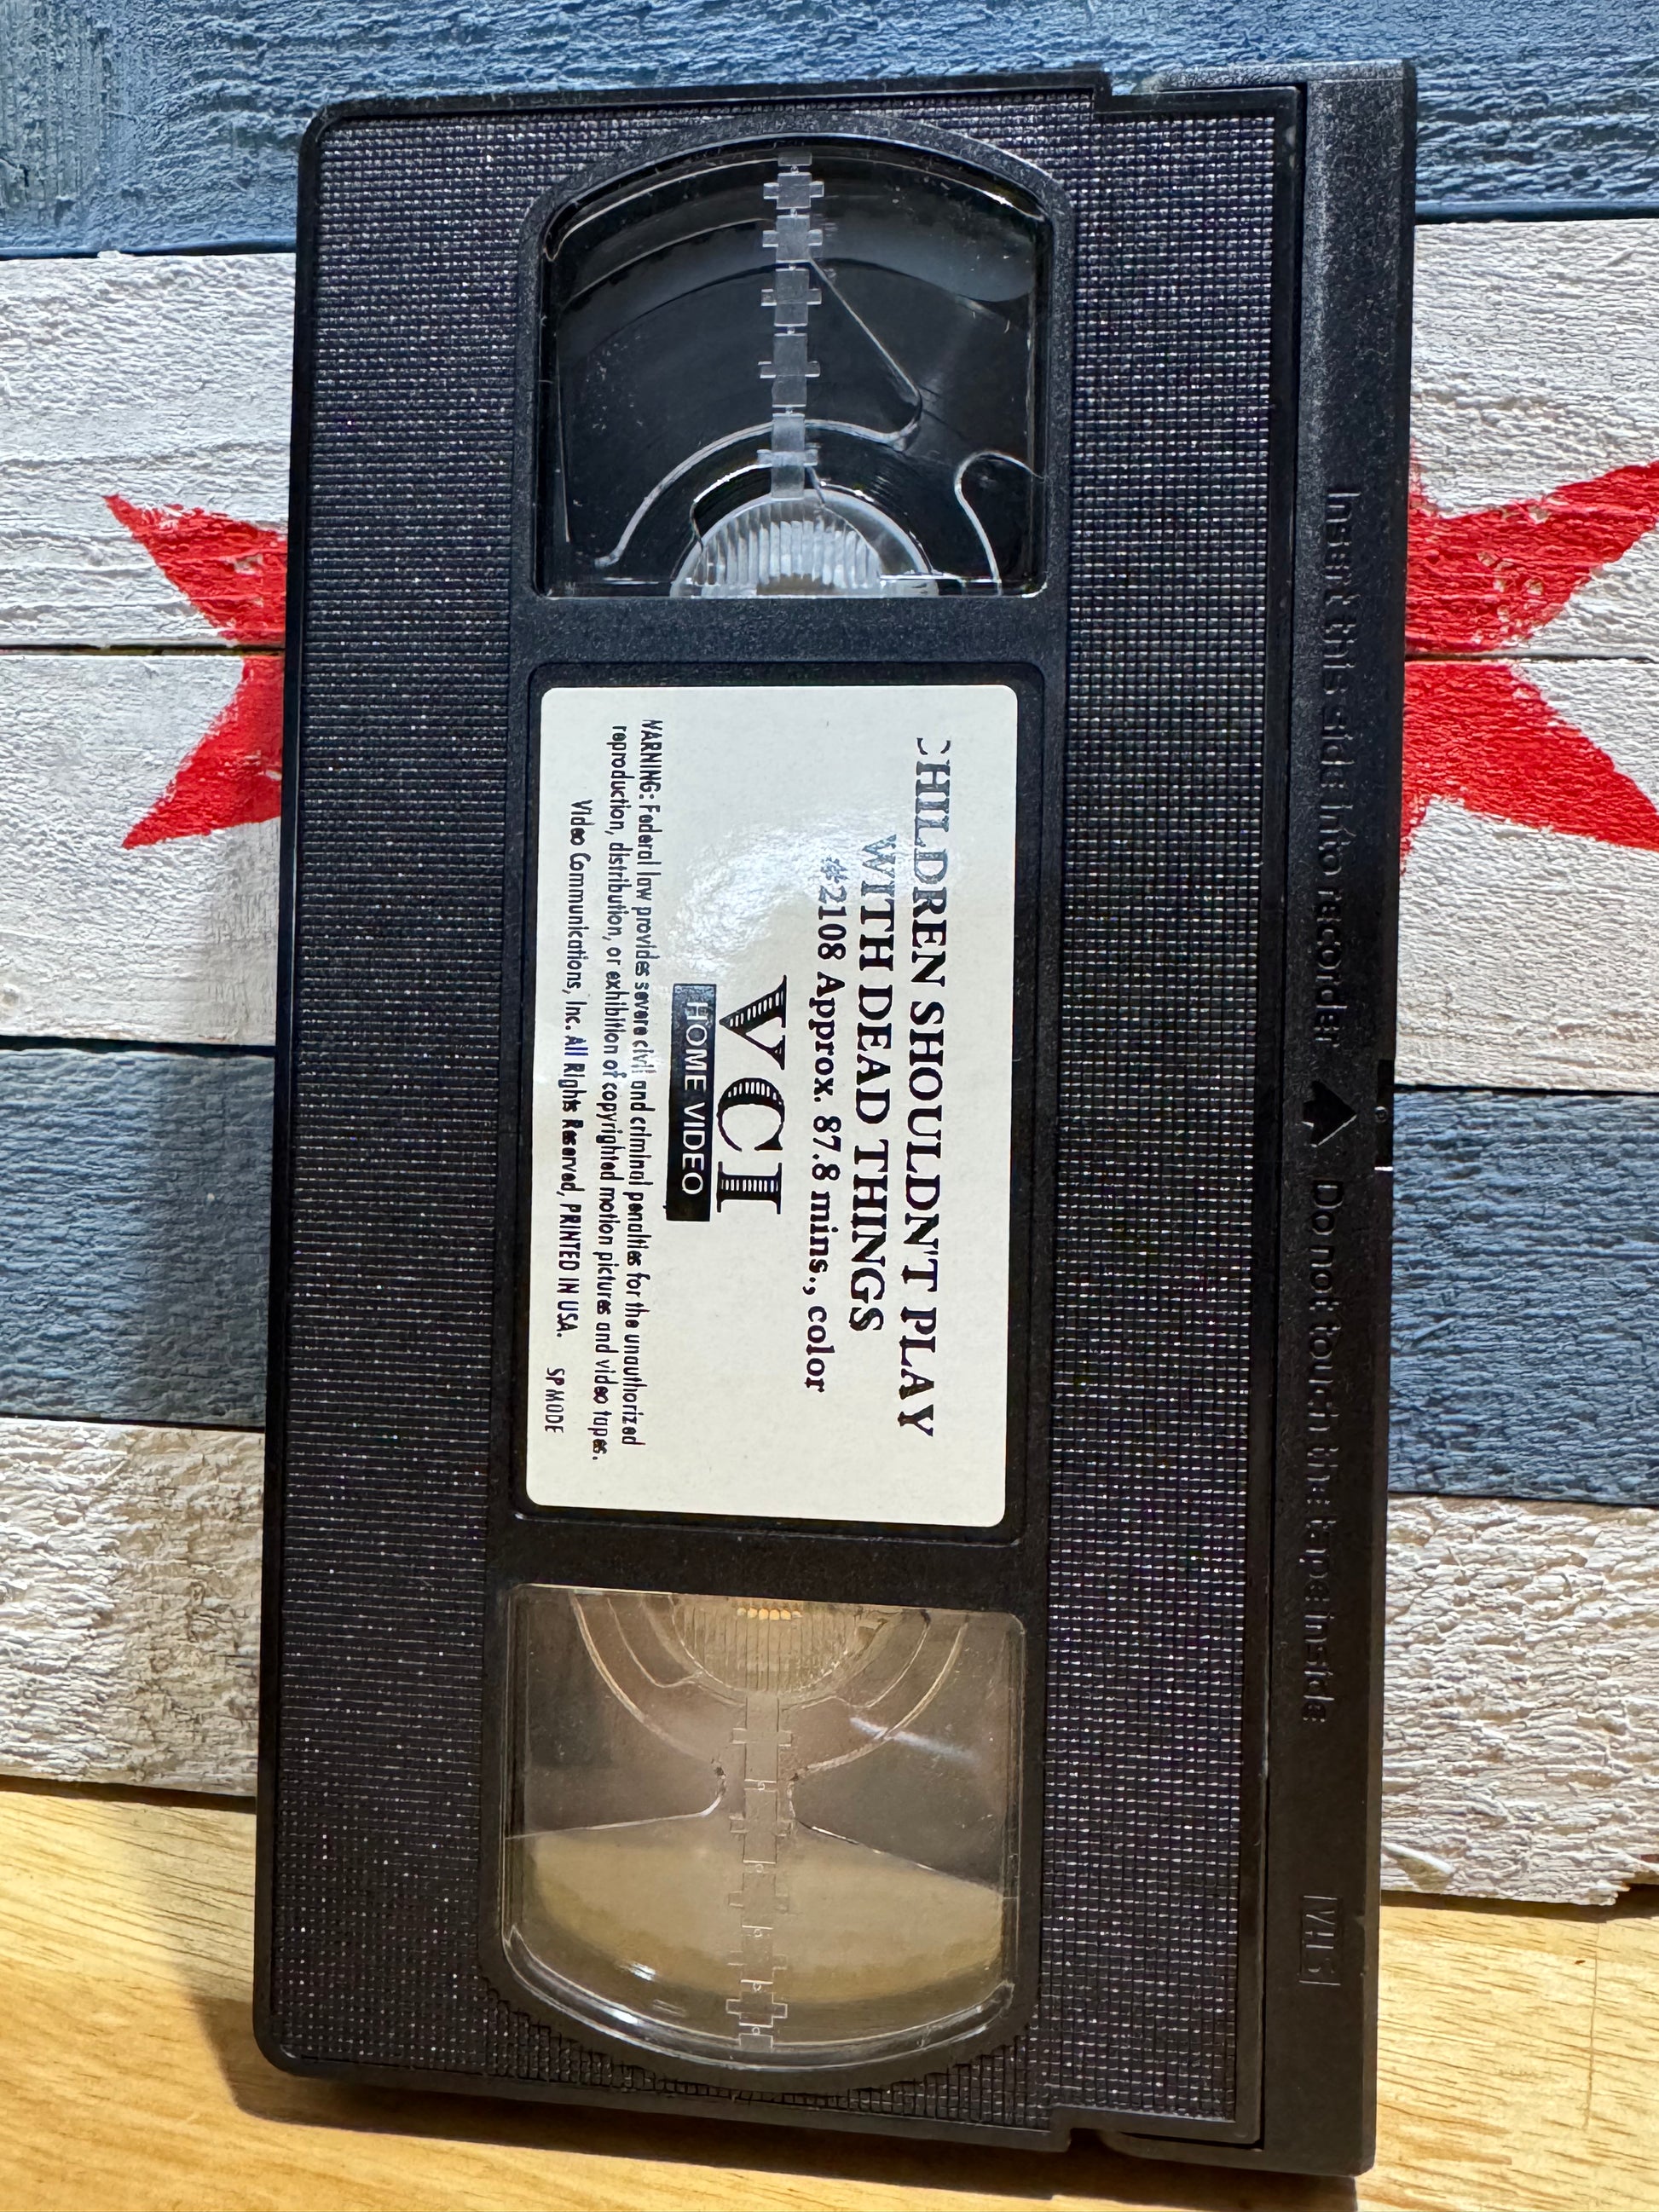 CHILDREN SHOULDN'T PLAY
WITH DEAD THINGS
#2108 Approx. 87.8 mins., color
VCI
HOME VIDEO
WARNING: Federal law provides severe civil and criminal penalties for the unauthorized
reproduction, distribution, or exhibition of copyrighted motion pictures and video tapes.
Video Communications, Inc. All Rights Reserved, PRINTED IN USA. SP MODE
Insert this side into recorder Do not touch the tape inside
VHS